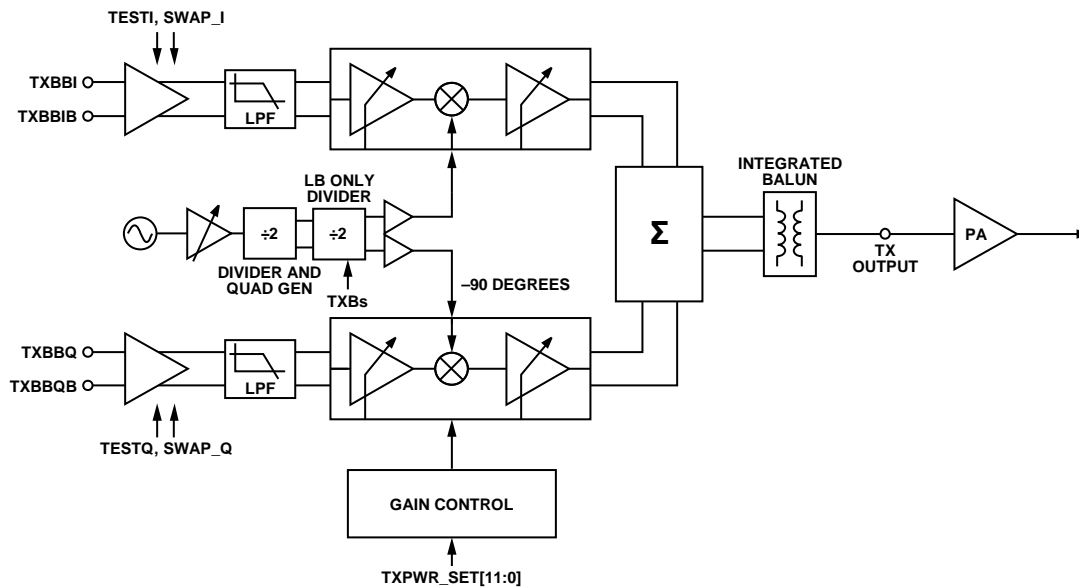 TESTI, SWAP_I
TXBBI
TXBBIB
LPF
LB ONLY
DIVIDER
÷2
÷2
DIVIDER AND
QUAD GEN
TXBs
–90 DEGREES
Σ
INTEGRATED
BALUN
TX
OUTPUT
PA
TXBBQ
TXBBQB
LPF
TESTQ, SWAP_Q
GAIN CONTROL
TXPWR_SET[11:0]